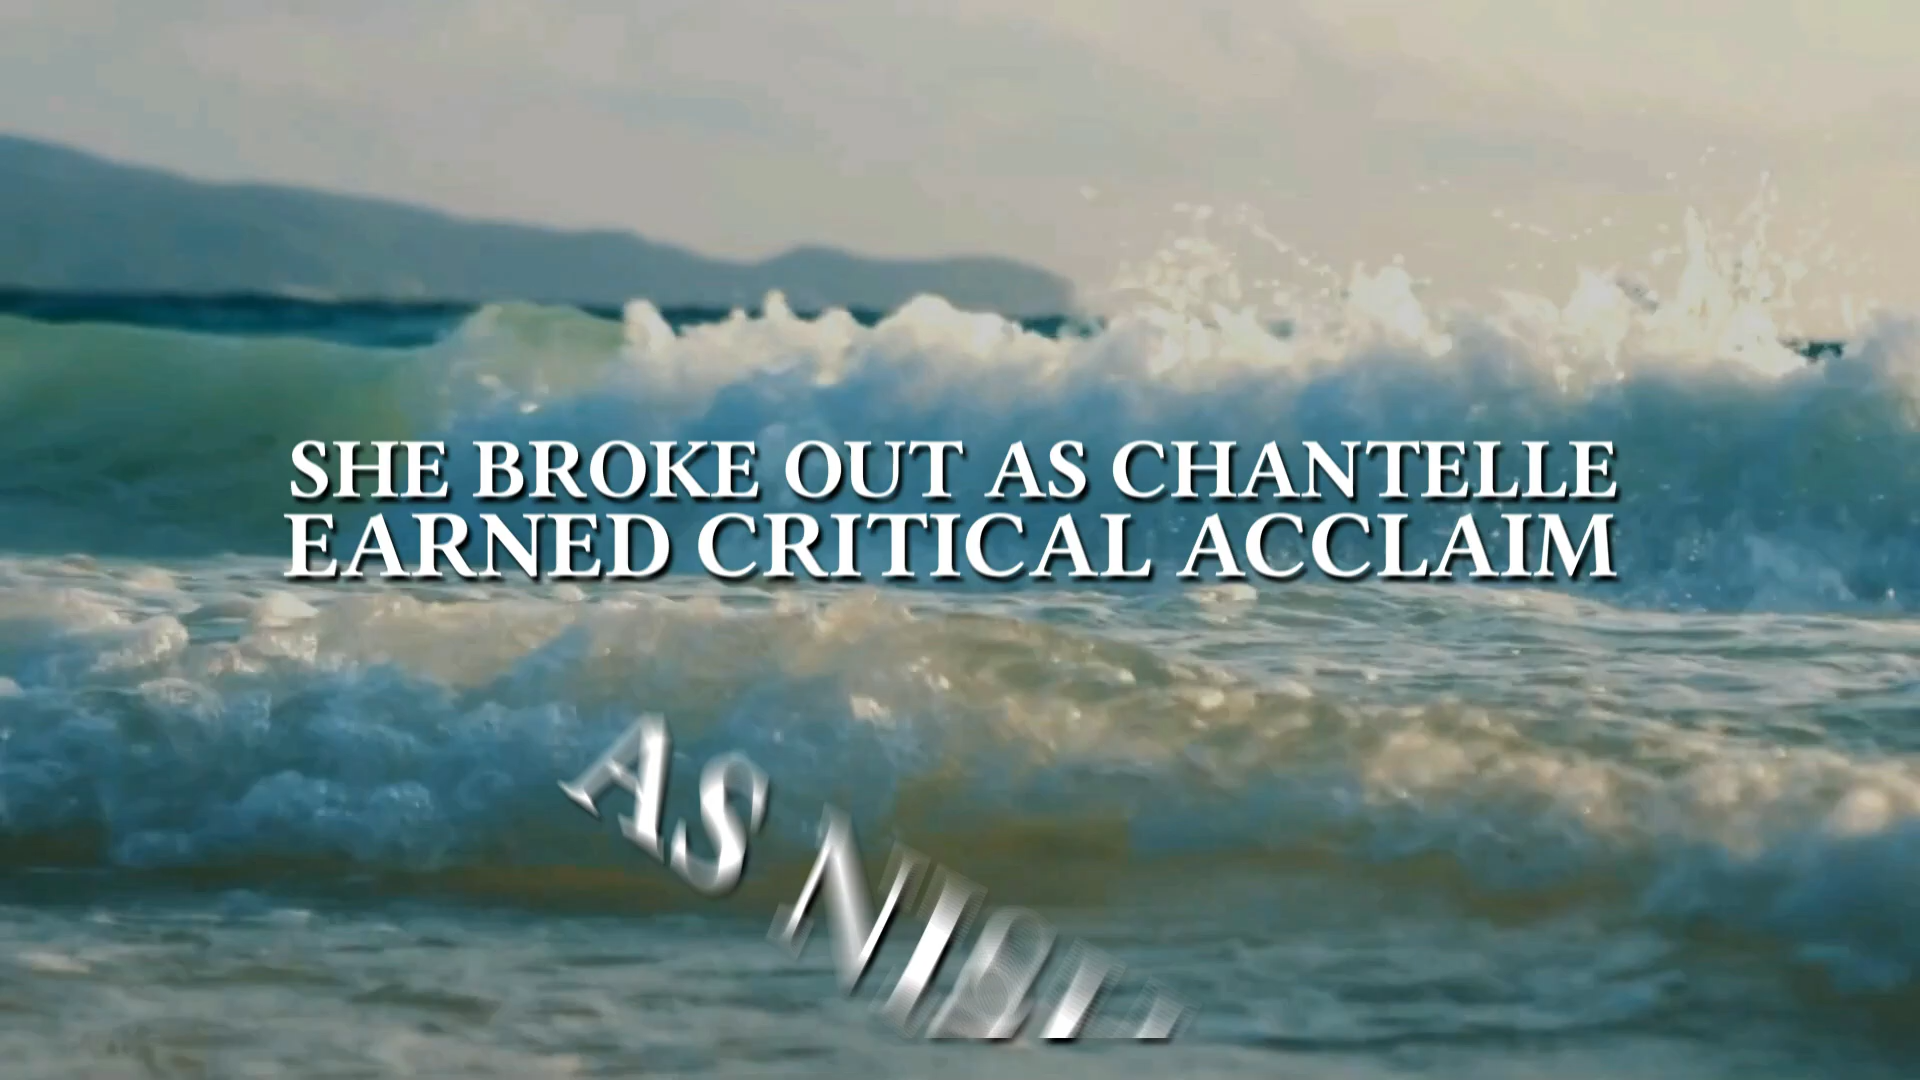 SHE BROKE OUT AS CHANTELLE
EARNED CRITICAL ACCLAIM
AS